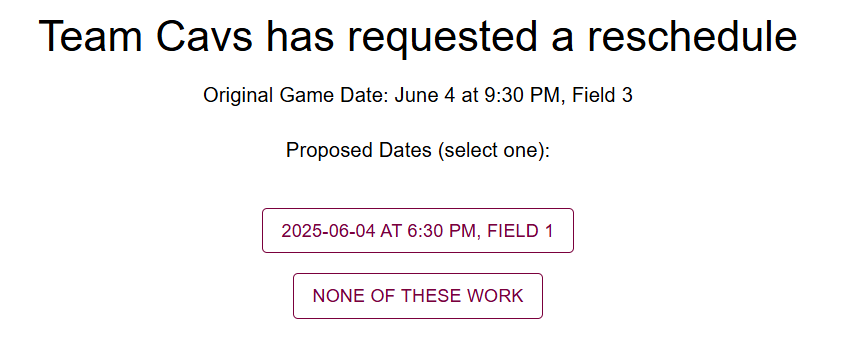 Team Cavs has requested a reschedule
Original Game Date: June 4 at 9:30 PM, Field 3
Proposed Dates (select one):
2025-06-04 AT 6:30 PM, FIELD 1
NONE OF THESE WORK